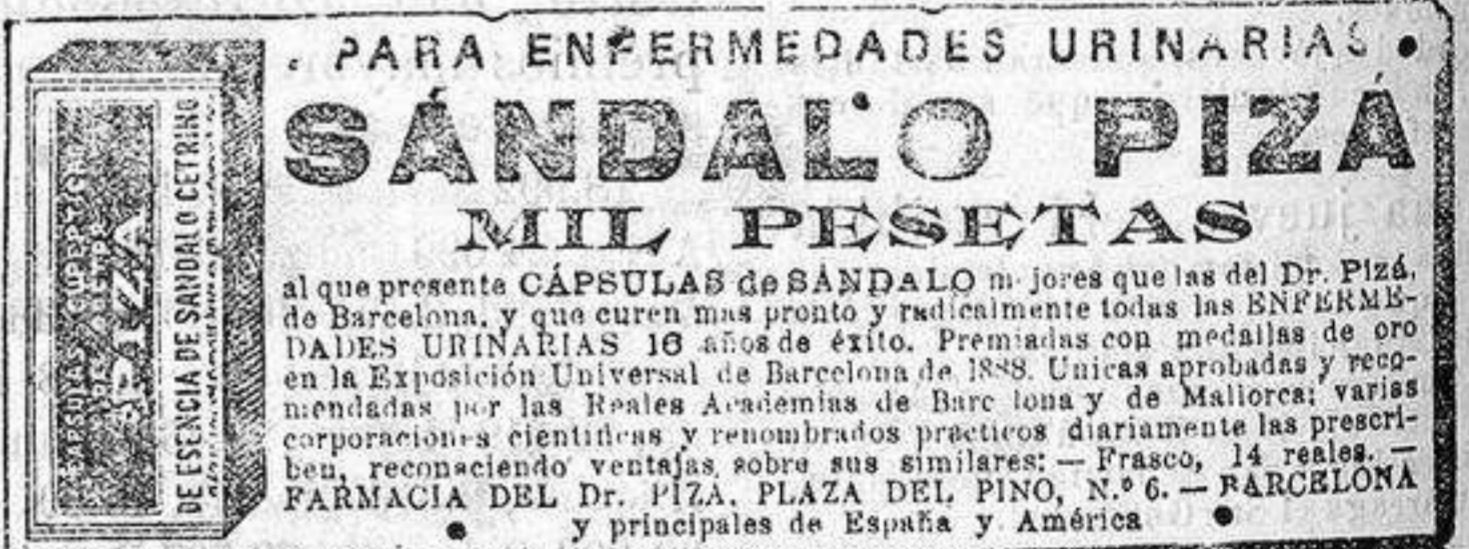 PARA ENFERMEDADES URINARIAS
SÁNDALO PIZÁ
MIL PESETAS
al que presente CÁPSULAS de SÁNDALO mejores que las del Dr. Pizá,
de Barcelona, y que curen mas pronto y radicalmente todas las ENFERME-
DADES URINARIAS 16 años de éxito. Premiadas con medallas de oro
en la Exposición Universal de Barcelona de 1888. Unicas aprobadas y reco-
mendadas por las Reales Academias de Barcelona y de Mallorca; varias
corporaciones cientificas y renombrados practicos diariamente las prescri-
ben, reconociendo ventajas sobre sus similares: — Frasco, 14 reales. —
FARMACIA DEL Dr. PIZA, PLAZA DEL PINO, N.º 6. — BARCELONA
y principales de España y América
PIZA
DE ESENCIA DE SANDALO CETRINO